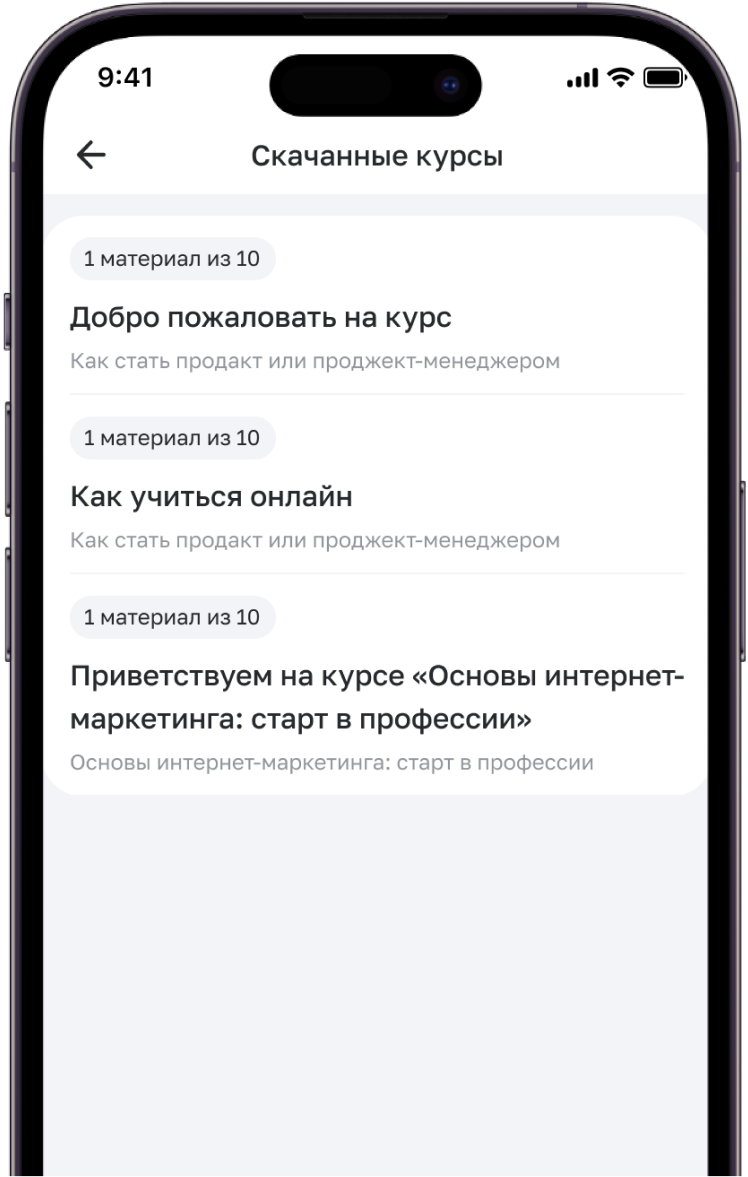 9:41
Скачанные курсы
1 материал из 10
Добро пожаловать на курс
Как стать продакт или проджект-менеджером
1 материал из 10
Как учиться онлайн
Как стать продакт или проджект-менеджером
1 материал из 10
Приветствуем на курсе «Основы интернет-
маркетинга: старт в профессии»
Основы интернет-маркетинга: старт в профессии